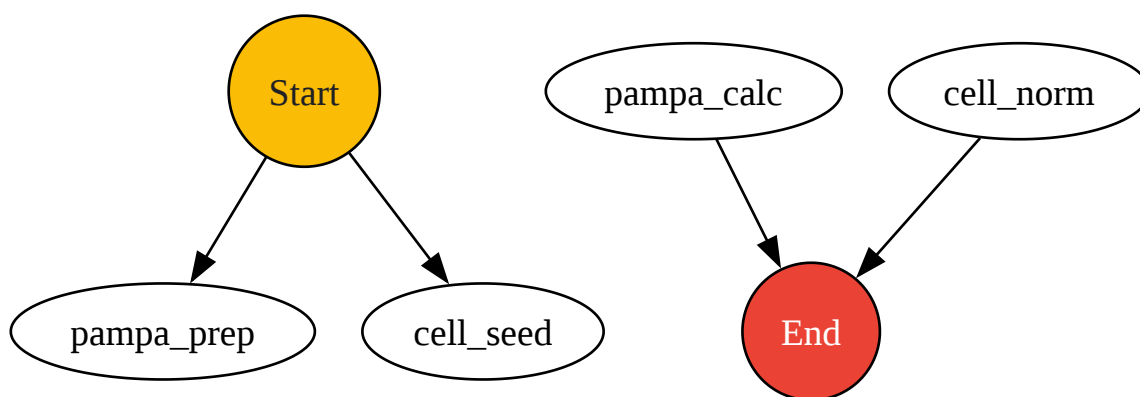 Start
pampa_calc
cell_norm
pampa_prep
cell_seed
End